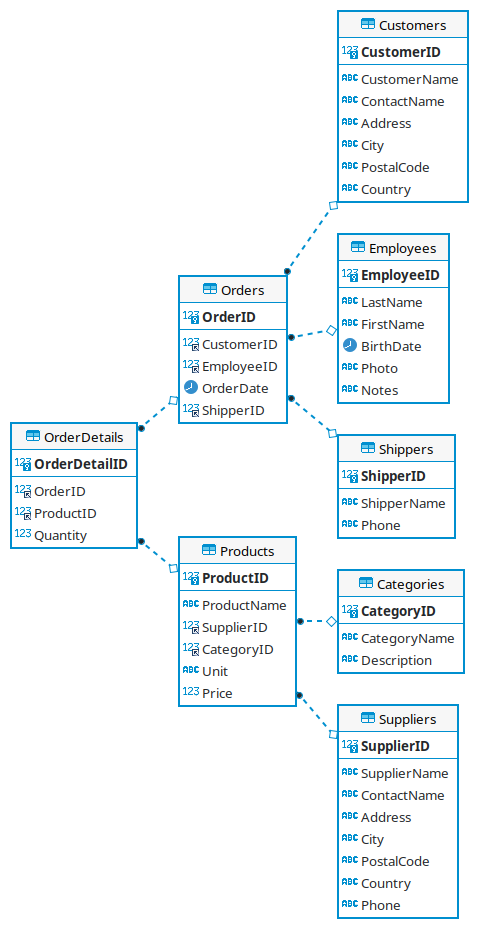 Customers
CustomerID
CustomerName
ContactName
Address
City
PostalCode
Country
Employees
EmployeeID
LastName
FirstName
BirthDate
Photo
Notes
Orders
OrderID
CustomerID
EmployeeID
OrderDate
ShipperID
Shippers
ShipperID
ShipperName
Phone
OrderDetails
OrderDetailID
OrderID
ProductID
Quantity
Products
ProductID
ProductName
SupplierID
CategoryID
Unit
Price
Categories
CategoryID
CategoryName
Description
Suppliers
SupplierID
SupplierName
ContactName
Address
City
PostalCode
Country
Phone